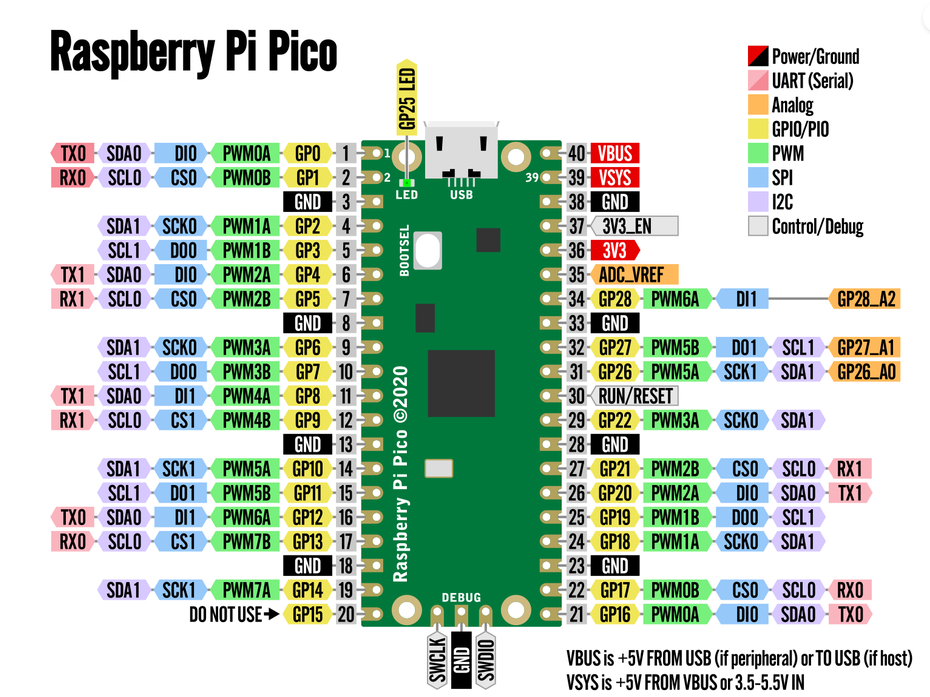 Raspberry Pi Pico
GP25 LED
Power/Ground
UART (Serial)
Analog
GPIO/PIO
PWM
SPI
I2C
Control/Debug
TX0 SDA0 DI0 PWM0A GP0 1 1 40 VBUS
RX0 SCL0 CS0 PWM0B GP1 2 2 39 39 VSYS
LED USB
GND 3 38 GND
SDA1 SCK0 PWM1A GP2 4 37 3V3_EN
SCL1 DO0 PWM1B GP3 5 36 3V3
BOOTSEL
TX1 SDA0 DI0 PWM2A GP4 6 35 ADC_VREF
RX1 SCL0 CS0 PWM2B GP5 7 34 GP28 PWM6A DI1 GP28_A2
GND 8 33 GND
SDA1 SCK0 PWM3A GP6 9 32 GP27 PWM5B DO1 SCL1 GP27_A1
SCL1 DO0 PWM3B GP7 10 31 GP26 PWM5A SCK1 SDA1 GP26_A0
TX1 SDA0 DI1 PWM4A GP8 11 30 RUN/RESET
RX1 SCL0 CS1 PWM4B GP9 12 29 GP22 PWM3A SCK0 SDA1
GND 13 28 GND
SDA1 SCK1 PWM5A GP10 14 27 GP21 PWM2B CS0 SCL0 RX1
SCL1 DO1 PWM5B GP11 15 26 GP20 PWM2A DI0 SDA0 TX1
Raspberry Pi Pico ©2020
TX0 SDA0 DI1 PWM6A GP12 16 25 GP19 PWM1B DO0 SCL1
RX0 SCL0 CS1 PWM7B GP13 17 24 GP18 PWM1A SCK0 SDA1
GND 18 23 GND
SDA1 SCK1 PWM7A GP14 19 22 GP17 PWM0B CS0 SCL0 RX0
DO NOT USE→ GP15 20 21 GP16 PWM0A DI0 SDA0 TX0
DEBUG
SWCLK GND SWDIO
VBUS is +5V FROM USB (if peripheral) or TO USB (if host)
VSYS is +5V FROM VBUS or 3.5-5.5V IN